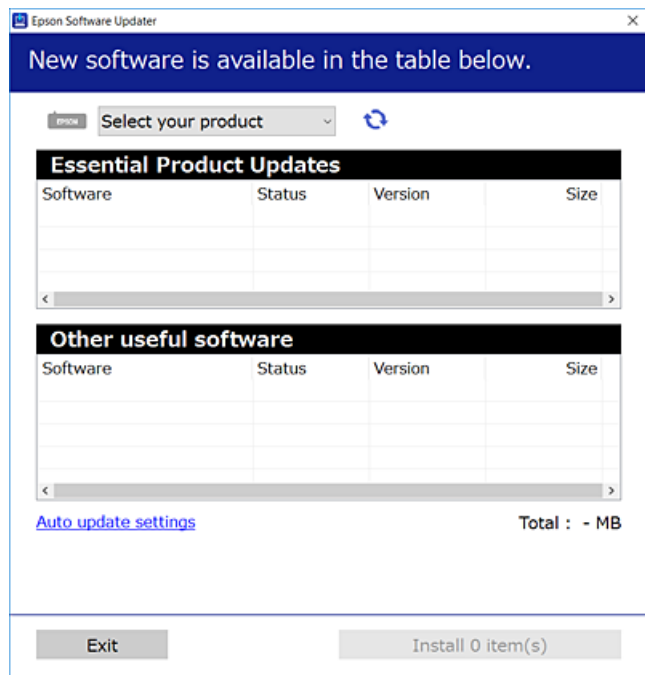 Epson Software Updater
New software is available in the table below.
EPSON Select your product
Essential Product Updates
Software Status Version Size
Other useful software
Software Status Version Size
Auto update settings Total : - MB
Exit Install 0 item(s)